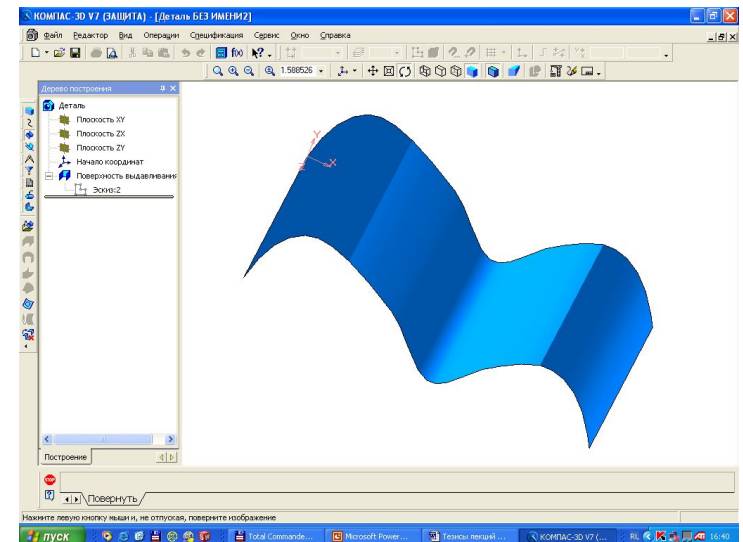 КОМПАС-3D V7 (ЗАЩИТА) - [Деталь БЕЗ ИМЕНИ2]
Файл Редактор Вид Операции Спецификация Сервис Окно Справка
1.588526
Дерево построения
Деталь
Плоскость XY
Плоскость ZX
Плоскость ZY
Начало координат
Поверхность выдавливания
Эскиз:2
Y
X
Z
Построение
STOP
Повернуть
Нажмите левую кнопку мыши и, не отпуская, поверните изображение
пуск Total Commande... Microsoft Power... Тезисы лекций ... КОМПАС-3D V7 (... RL 16:40